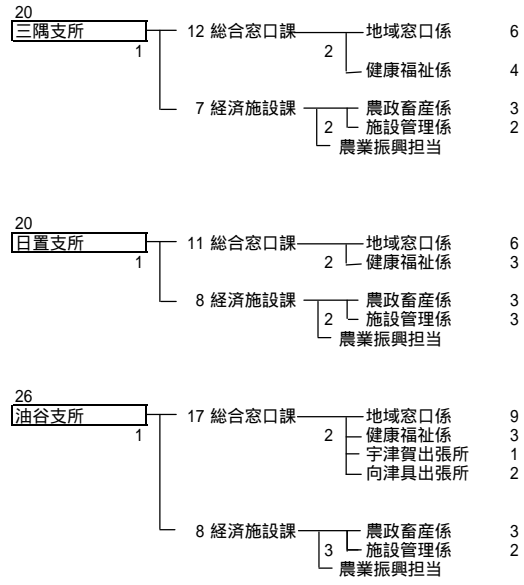 20
三隅支所 12 総合窓口課 地域窓口係 6
1 2
健康福祉係 4
7 経済施設課 農政畜産係 3
2 施設管理係 2
農業振興担当
20
日置支所 11 総合窓口課 地域窓口係 6
1 2 健康福祉係 3
8 経済施設課 農政畜産係 3
2 施設管理係 3
農業振興担当
26
油谷支所 17 総合窓口課 地域窓口係 9
1 2 健康福祉係 3
宇津賀出張所 1
向津具出張所 2
8 経済施設課 農政畜産係 3
3 施設管理係 2
農業振興担当